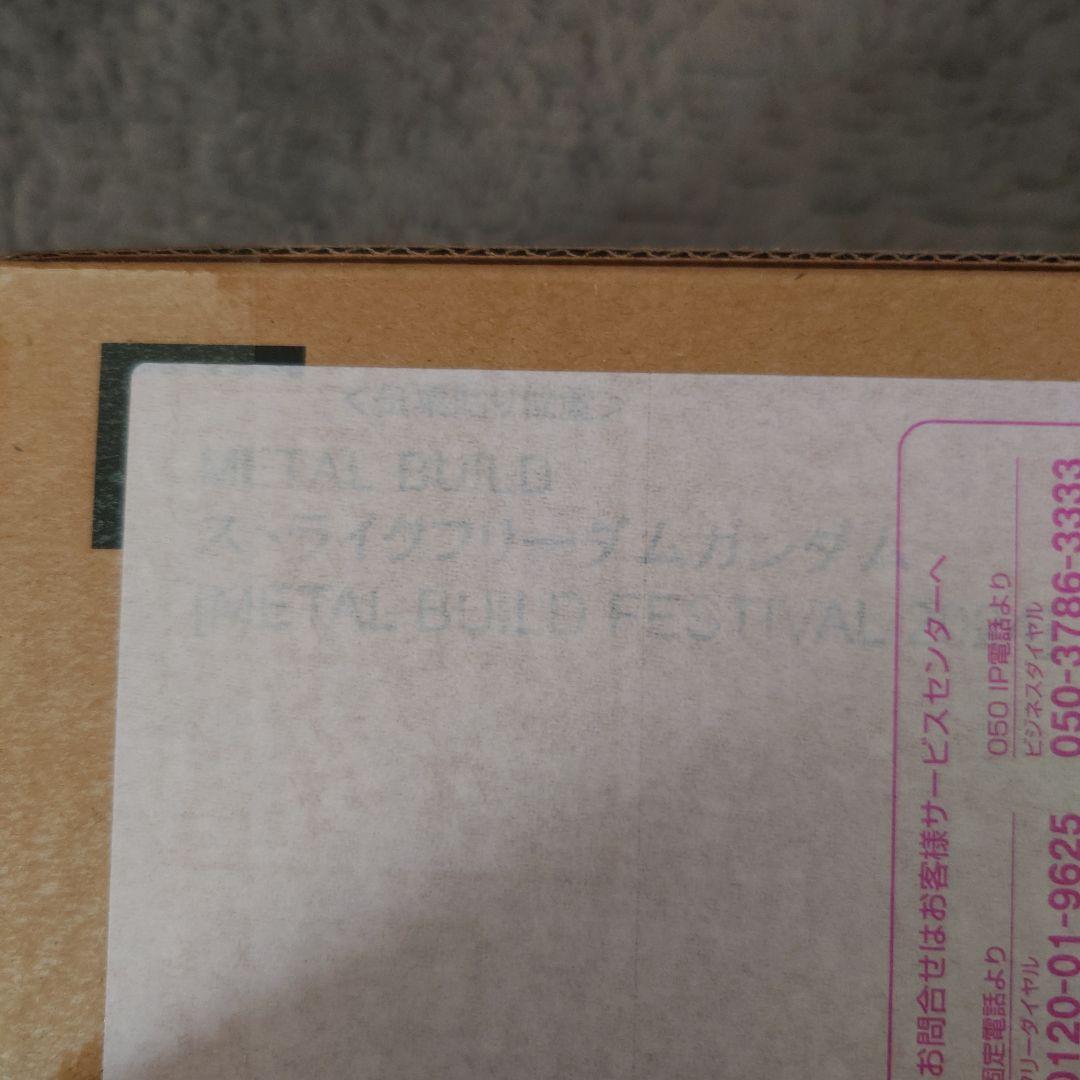 METAL BUILD
ストライクフリーダムガンダム
[METAL BUILD FESTIVAL
お問合せはお客様サービスセンターへ
050 IP電話より
ビジネスダイヤル
050-3786-3333
固定電話より
フリーダイヤル
0120-01-9625